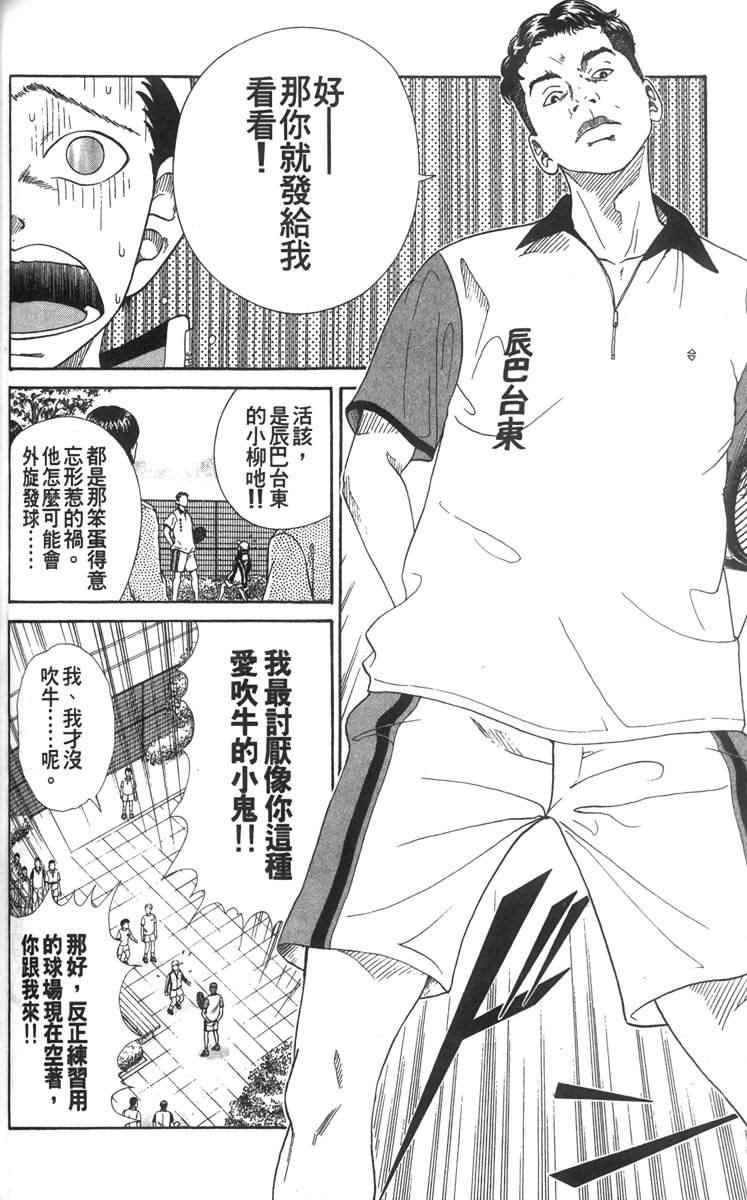 好——
那你就發給我
看看！
辰巴台東
活該，
是辰巴台東
的小柳吔!!
都是那笨蛋得意
忘形惹的禍。
他怎麼可能會
外旋發球……
我最討厭像你這種
愛吹牛的小鬼!!
我、我才沒
吹牛……呢。
那好，反正練習用
的球場現在空著，
你跟我來!!